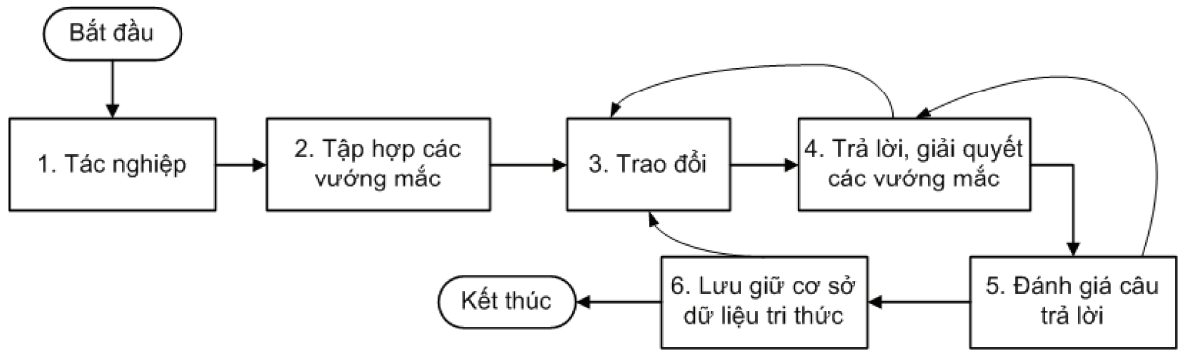 Bắt đầu
1. Tác nghiệp
2. Tập hợp các
vướng mắc
3. Trao đổi
4. Trả lời, giải quyết
các vướng mắc
5. Đánh giá câu
trả lời
6. Lưu giữ cơ sở
dữ liệu tri thức
Kết thúc